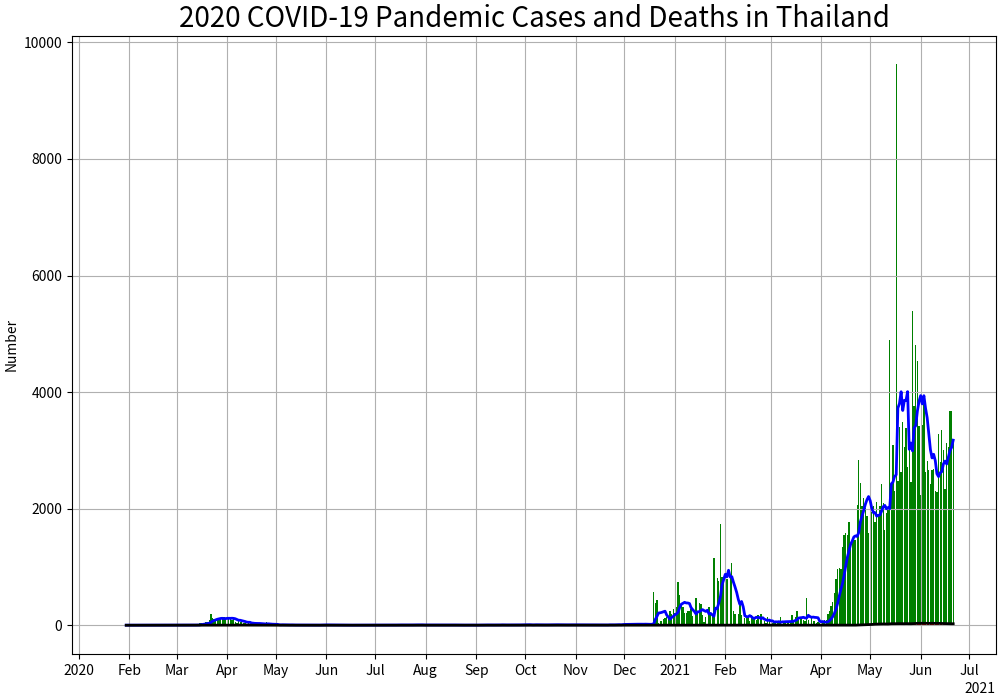 2020 COVID-19 Pandemic Cases and Deaths in Thailand
10000
8000
6000
4000
2000
0
Number
2020 Feb Mar Apr May Jun Jul Aug Sep Oct Nov Dec 2021 Feb Mar Apr May Jun Jul
2021